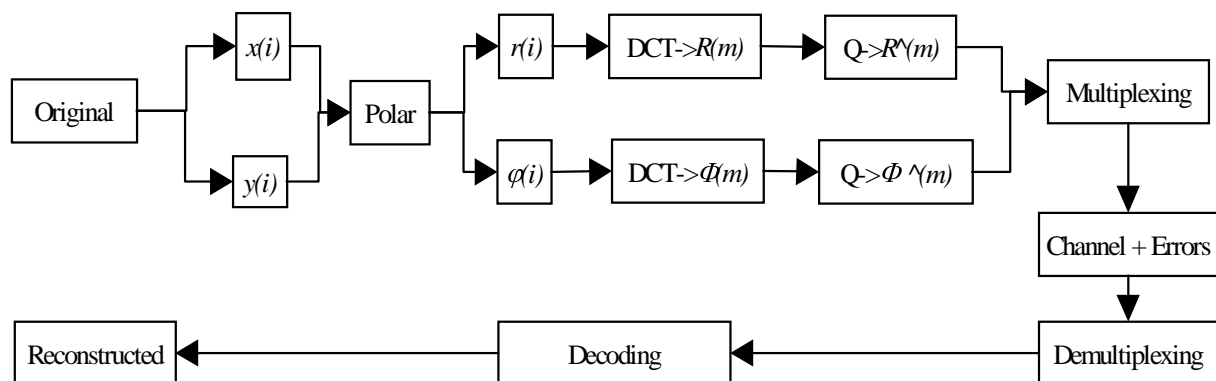 Original
x(i)
y(i)
Polar
r(i)
DCT->R(m)
Q->R^(m)
φ(i)
DCT->Φ(m)
Q->Φ ^(m)
Multiplexing
Channel + Errors
Demultiplexing
Decoding
Reconstructed